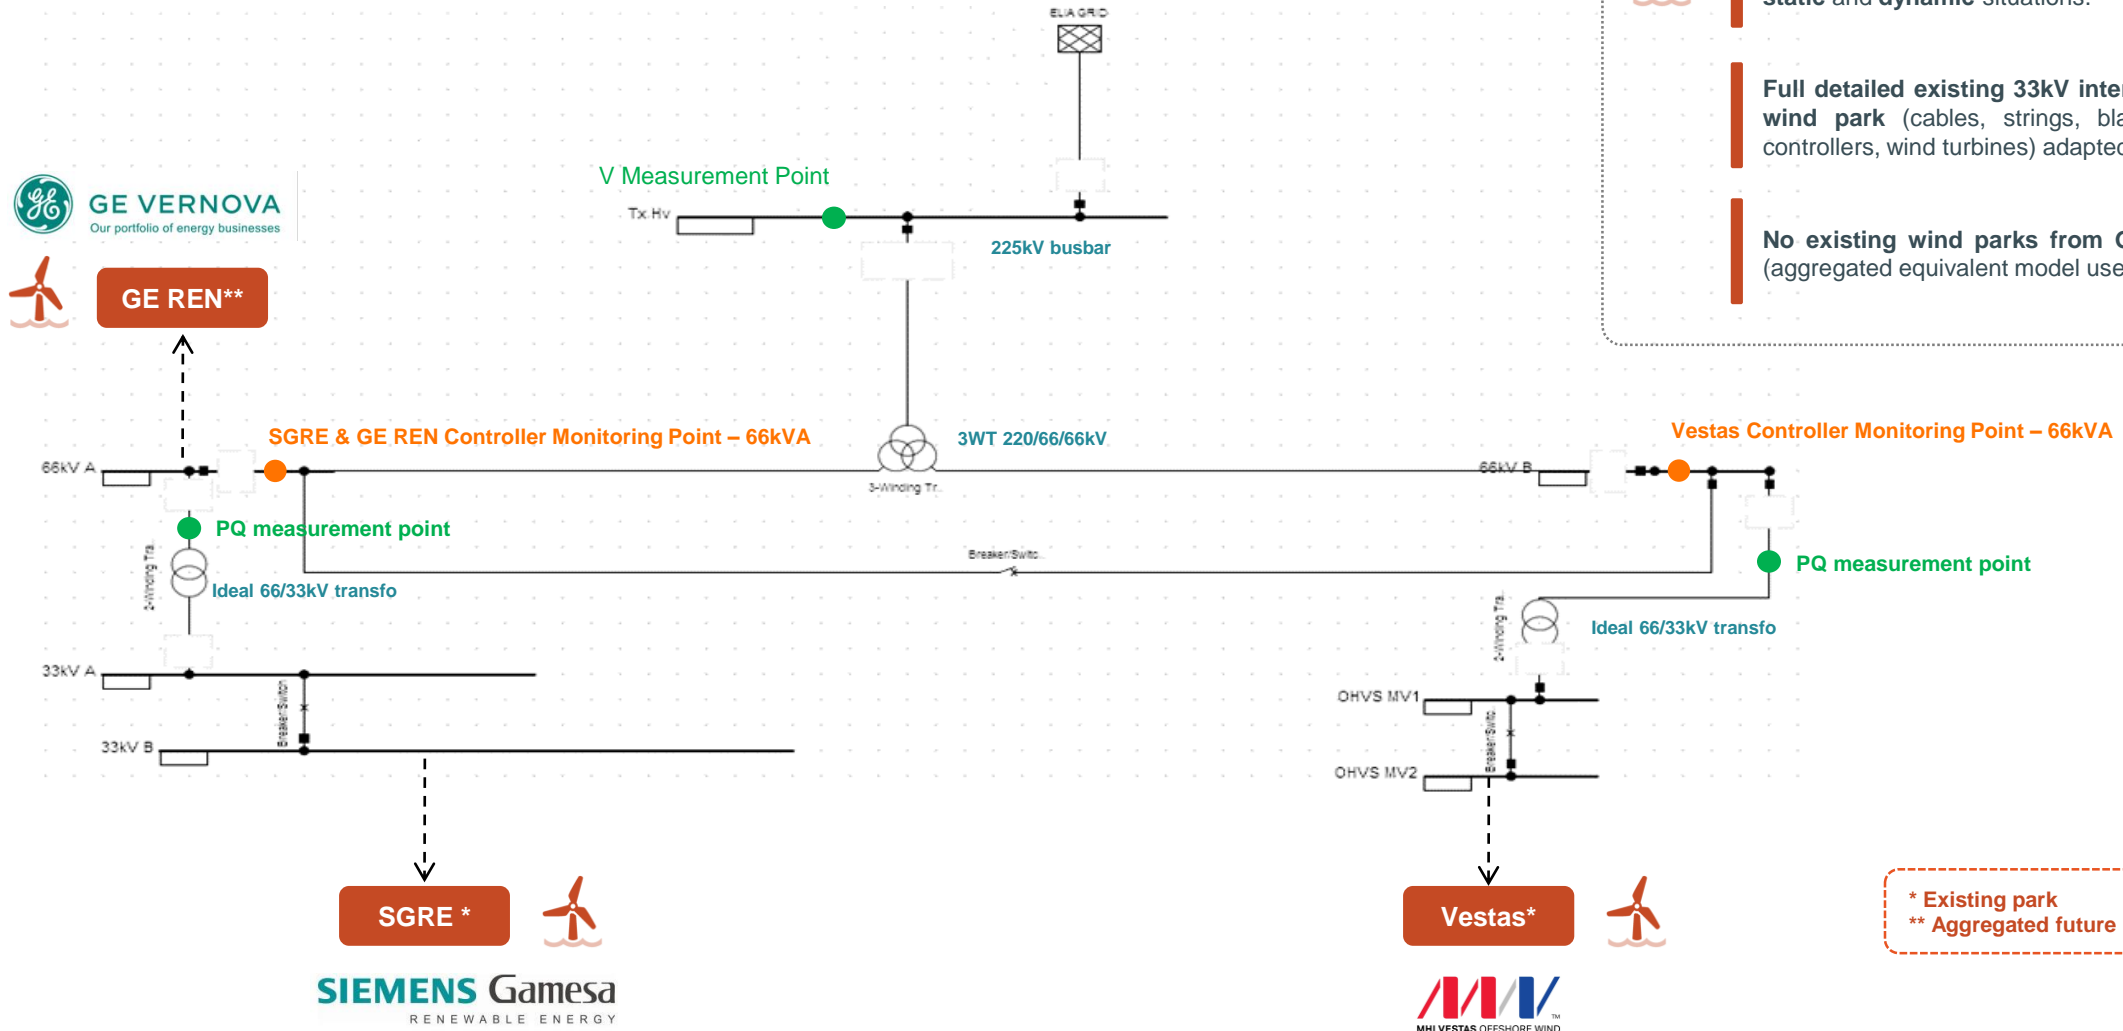 ELIA GRID
static and dynamic situations.
Full detailed existing 33kV
wind park (cables, strings,
controllers, wind turbines)
No existing wind parks from
(aggregated equivalent model
V Measurement Point
Tx Hv
225kV busbar
GE VERNOVA
Our portfolio of energy businesses
GE REN**
SGRE & GE REN Controller Monitoring Point – 66kVA
3WT 220/66/66kV
Vestas Controller Monitoring Point – 66kVA
66kV A
3-Winding Tr..
66kV B
PQ measurement point
2-Winding Tra..
Ideal 66/33kV transfo
Breaker/Switc..
PQ measurement point
2-Winding Tra..
Ideal 66/33kV transfo
33kV A
Breaker/Switch
33kV B
OHVS MV1
Breaker/Switc..
OHVS MV2
SGRE *
Vestas*
* Existing park
** Aggregated future
SIEMENS Gamesa
RENEWABLE ENERGY
MHI VESTAS OFFSHORE WIND